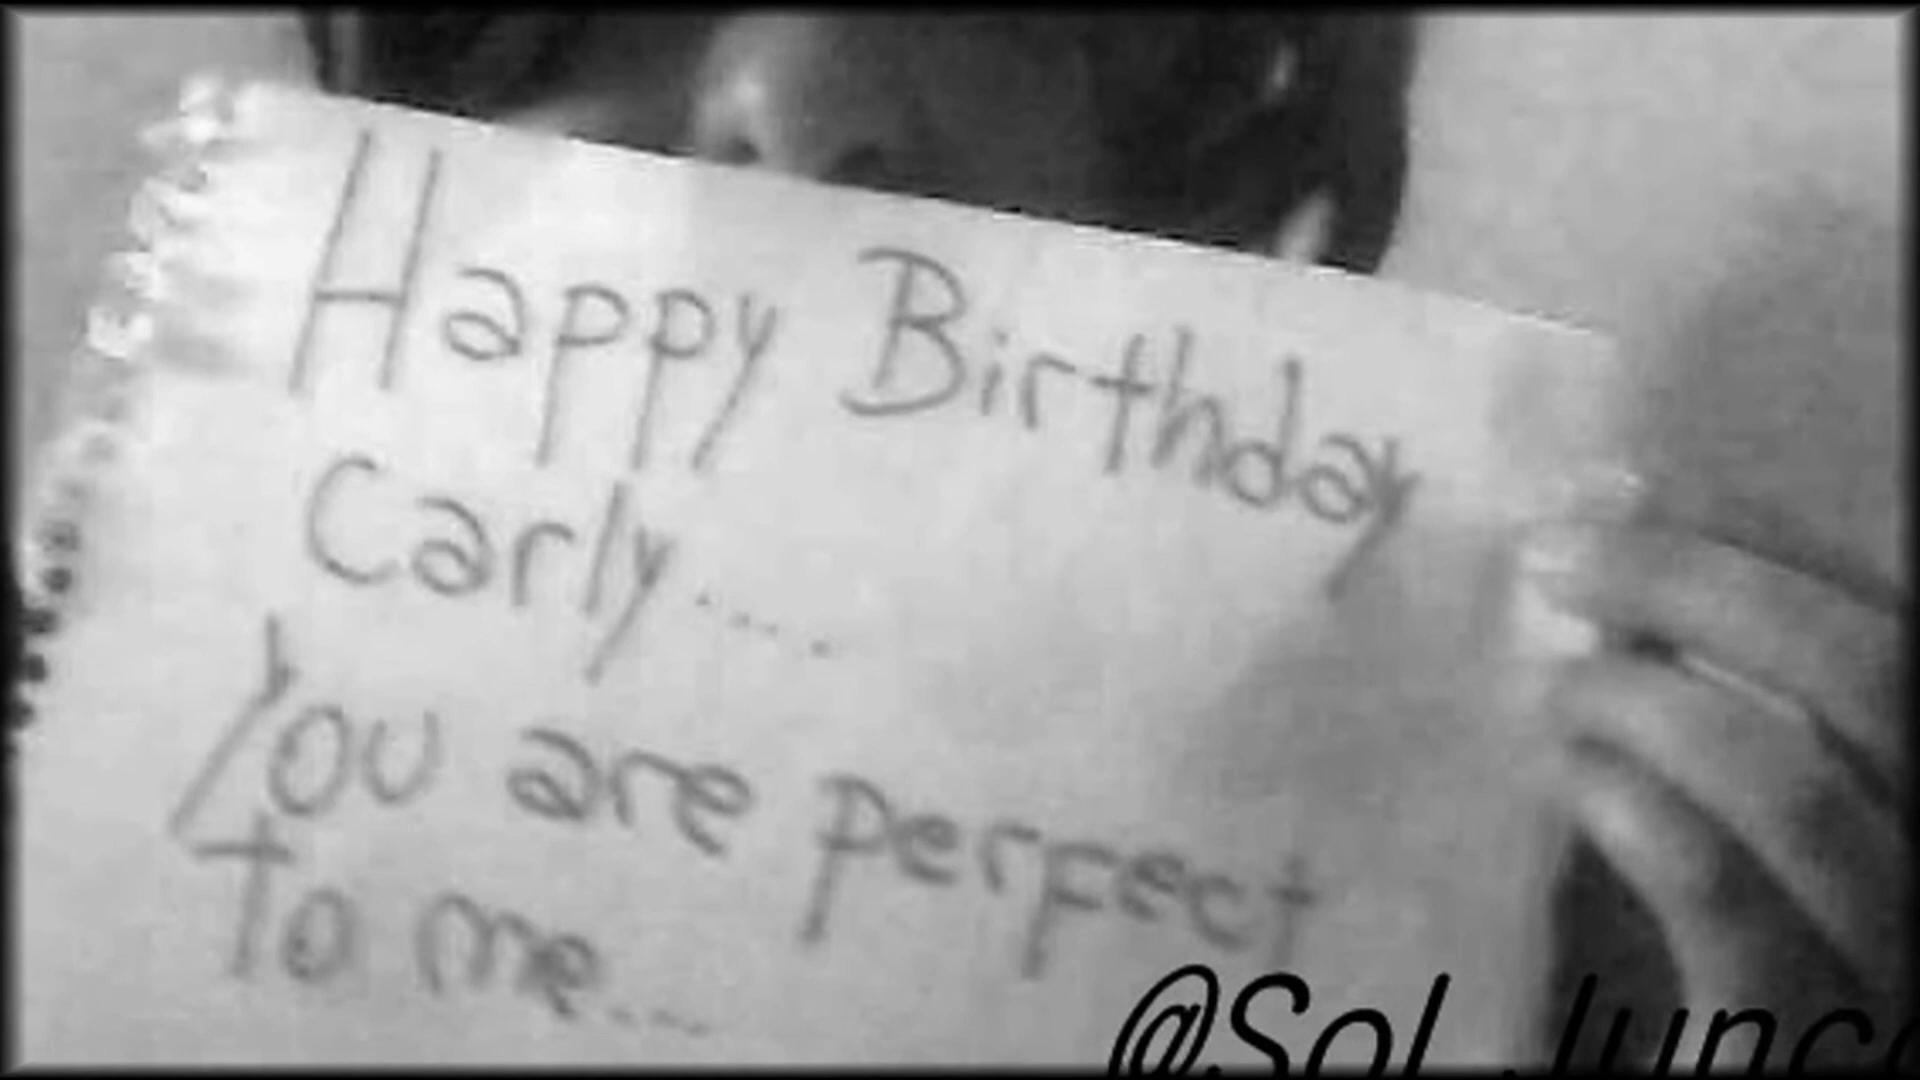 Happy Birthday
Carly.....
You are perfect
To me....
@Sol